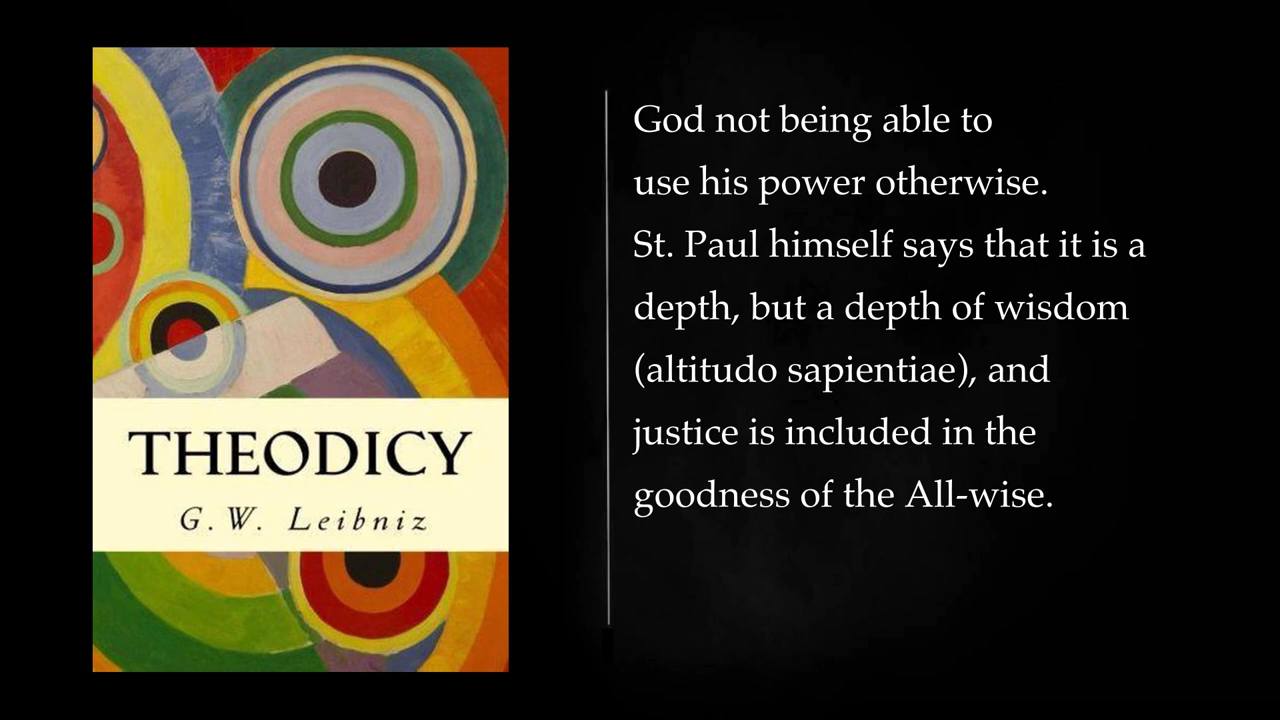 THEODICY
G. W. Leibniz
God not being able to
use his power otherwise.
St. Paul himself says that it is a
depth, but a depth of wisdom
(altitudo sapientiae), and
justice is included in the
goodness of the All-wise.